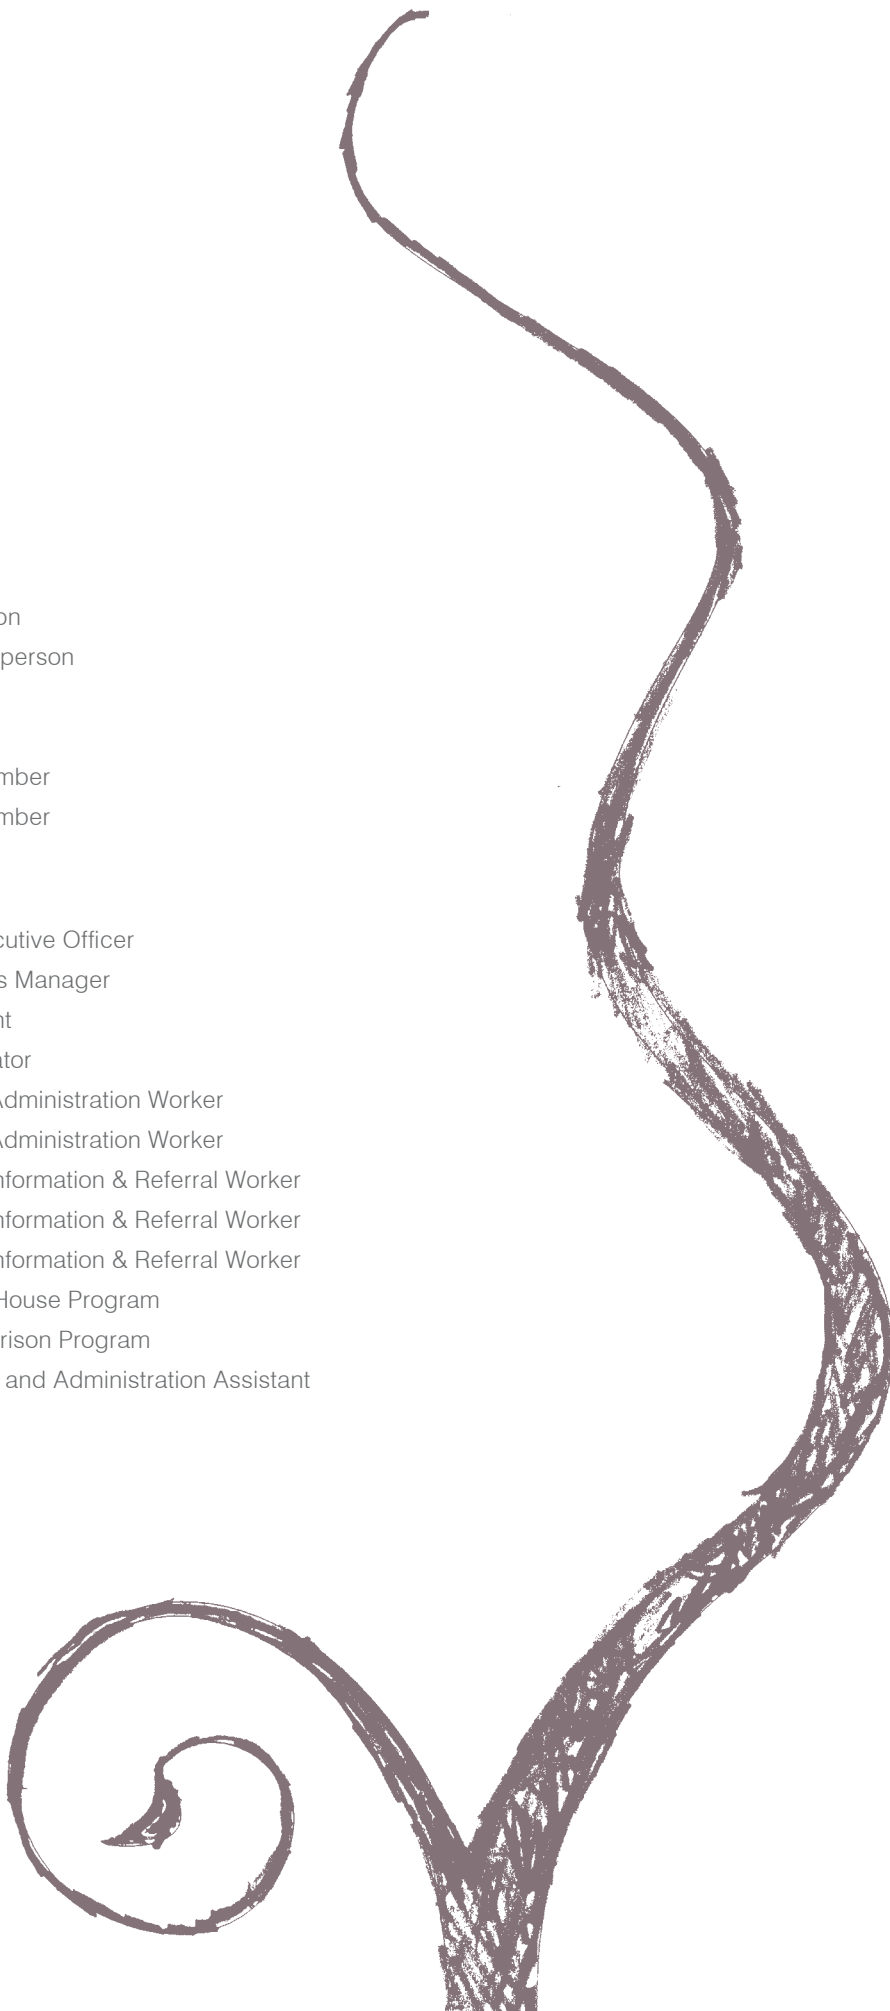 on
person
mber
mber
cutive Officer
s Manager
nt
ator
Administration Worker
Administration Worker
nformation & Referral Worker
nformation & Referral Worker
nformation & Referral Worker
House Program
rison Program
and Administration Assistant